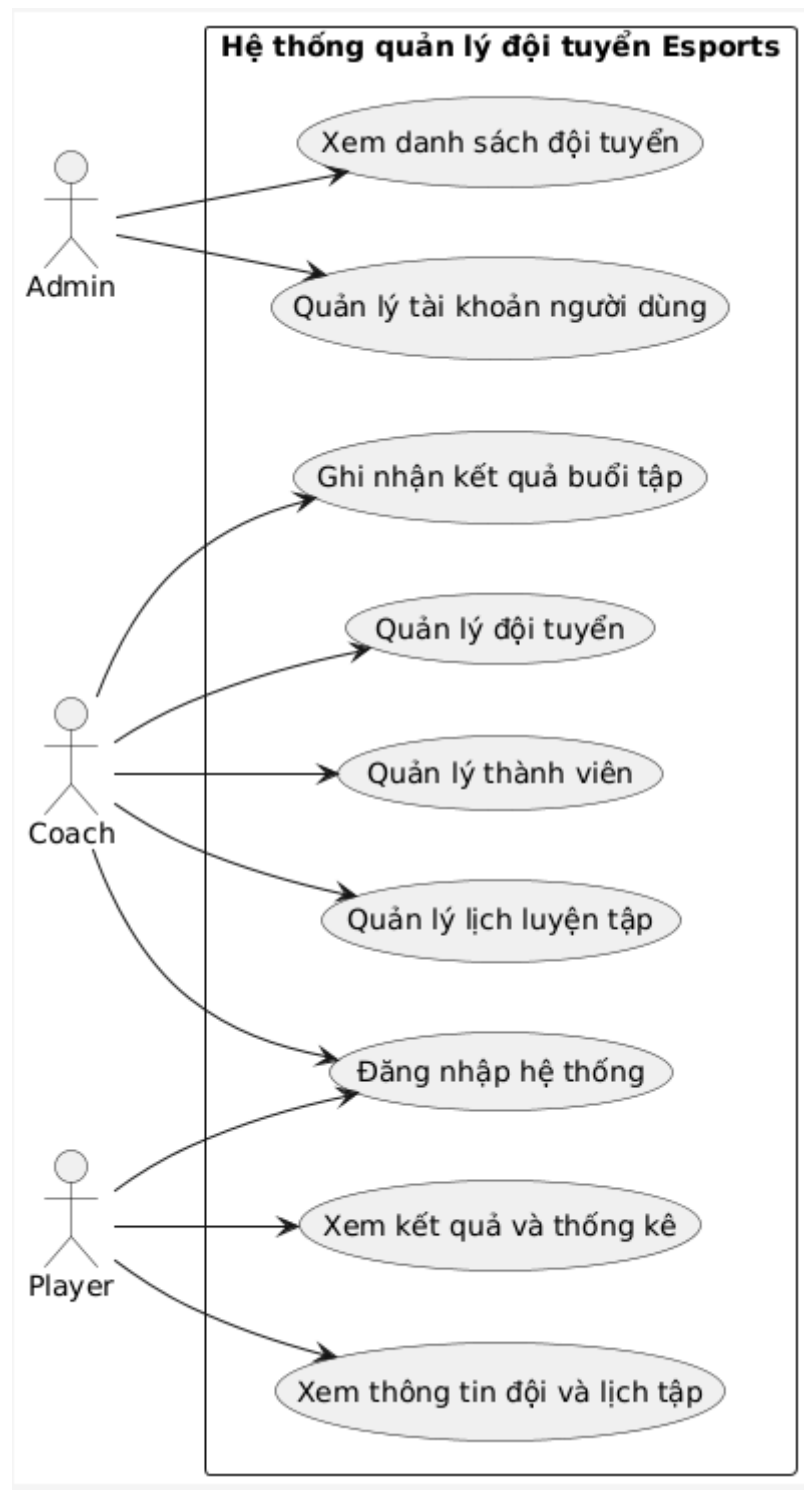 Hệ thống quản lý đội tuyển Esports
Xem danh sách đội tuyển
Admin
Quản lý tài khoản người dùng
Ghi nhận kết quả buổi tập
Quản lý đội tuyển
Quản lý thành viên
Coach
Quản lý lịch luyện tập
Đăng nhập hệ thống
Xem kết quả và thống kê
Player
Xem thông tin đội và lịch tập